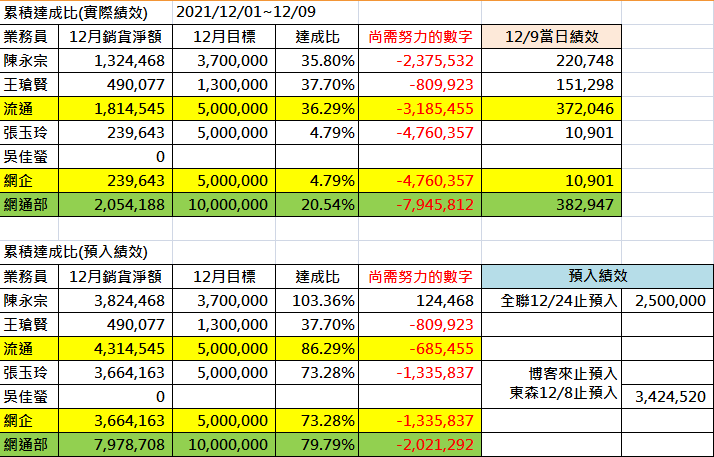 累積達成比(實際績效) 2021/12/01~12/09
業務員 12月銷貨淨額 12月目標 達成比 尚需努力的數字 12/9當日績效
陳永宗 1,324,468 3,700,000 35.80% -2,375,532 220,748
王瑲賢 490,077 1,300,000 37.70% -809,923 151,298
流通 1,814,545 5,000,000 36.29% -3,185,455 372,046
張玉玲 239,643 5,000,000 4.79% -4,760,357 10,901
吳佳螢 0
網企 239,643 5,000,000 4.79% -4,760,357 10,901
網通部 2,054,188 10,000,000 20.54% -7,945,812 382,947
累積達成比(預入績效)
業務員 12月銷貨淨額 12月目標 達成比 尚需努力的數字 預入績效
陳永宗 3,824,468 3,700,000 103.36% 124,468 全聯12/24止預入 2,500,000
王瑲賢 490,077 1,300,000 37.70% -809,923
流通 4,314,545 5,000,000 86.29% -685,455
張玉玲 3,664,163 5,000,000 73.28% -1,335,837 博客來止預入
吳佳螢 0 東森12/8止預入 3,424,520
網企 3,664,163 5,000,000 73.28% -1,335,837
網通部 7,978,708 10,000,000 79.79% -2,021,292